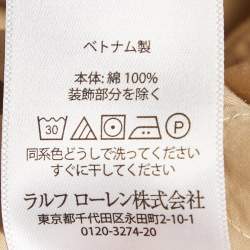 ベトナム製
本体: 綿 100%
装飾部分を除く
30 P
同系色どうしで洗ってください
すぐに干してください
ラルフ ローレン株式会社
東京都千代田区永田町2-10-1
0120-3274-20